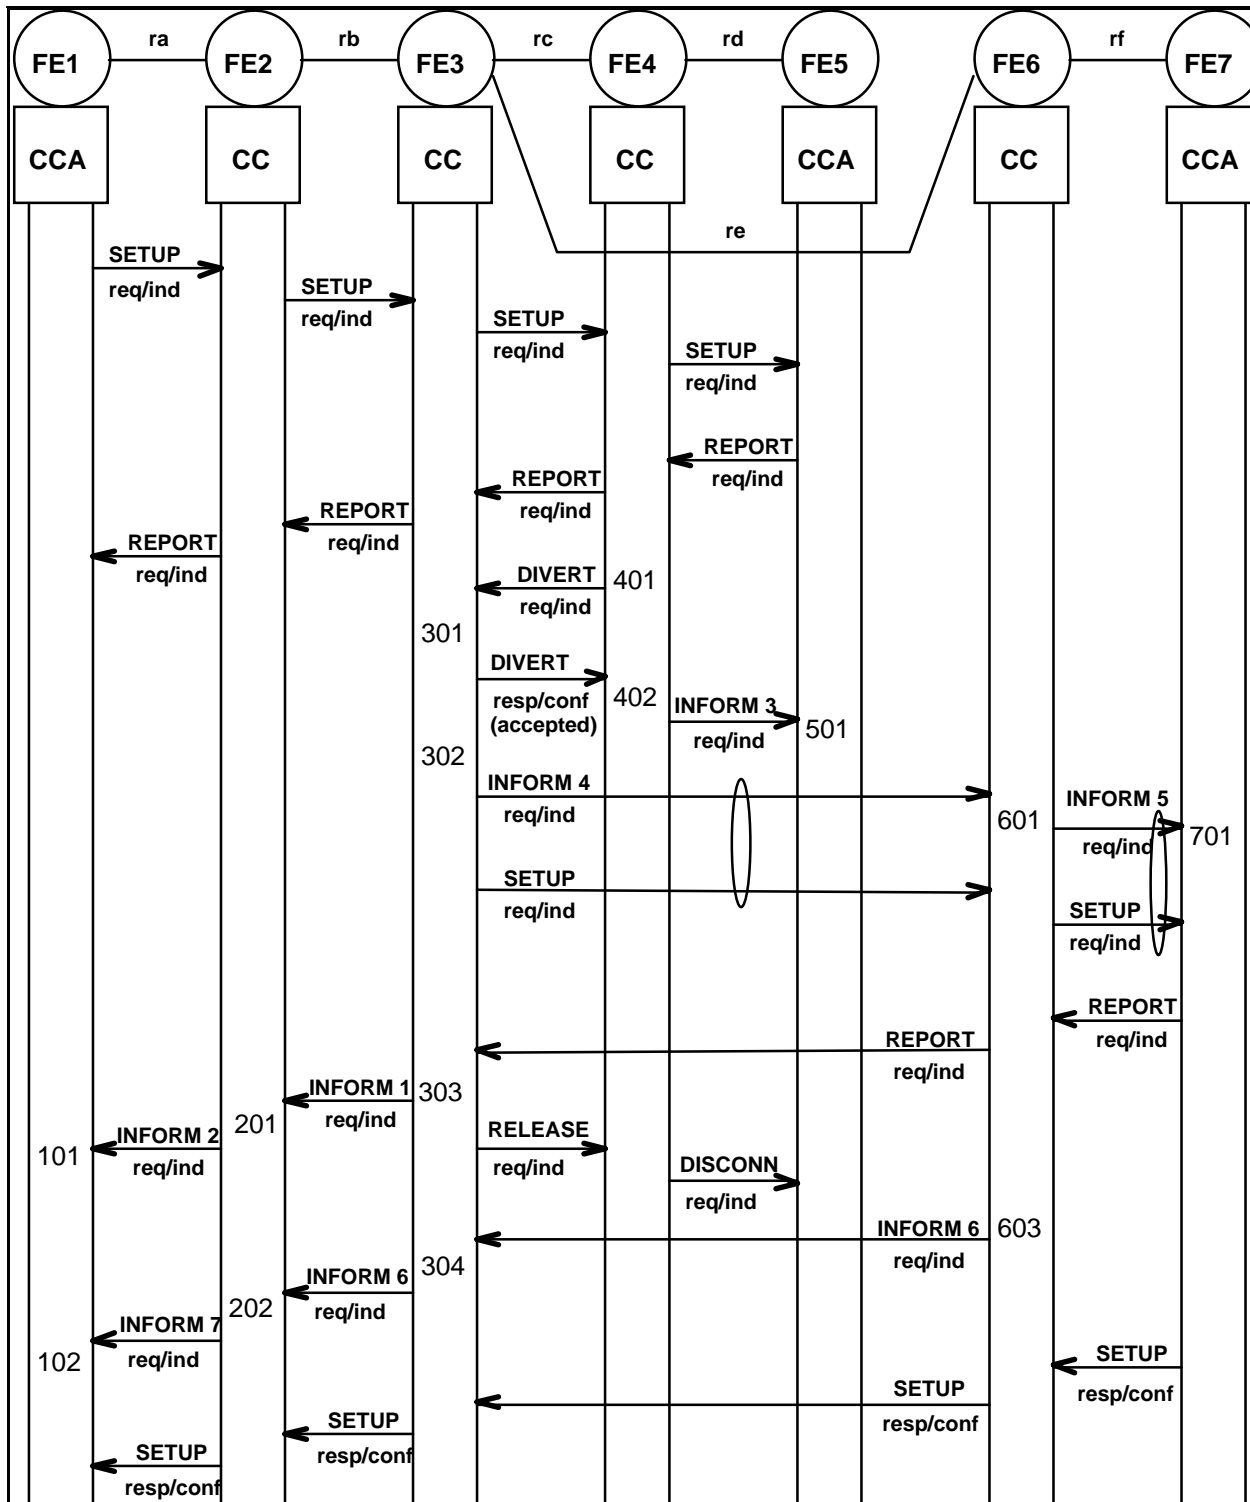 ra rb rc rd rf
FE1 FE2 FE3 FE4 FE5 FE6 FE7
CCA CC CC CC CCA CC CCA
re
SETUP
req/ind
SETUP
req/ind
SETUP
req/ind
SETUP
req/ind
REPORT
req/ind
REPORT
req/ind
REPORT
req/ind
REPORT
req/ind
DIVERT 401
req/ind
301
DIVERT
resp/conf
(accepted)
402
INFORM 3
req/ind
501
302
INFORM 4
req/ind
601
INFORM 5
req/ind
701
SETUP
req/ind
SETUP
req/ind
REPORT
req/ind
REPORT
req/ind
INFORM 1 303
req/ind
201
INFORM 2
req/ind
101
RELEASE
req/ind
DISCONN
req/ind
INFORM 6 603
req/ind
304
INFORM 6
req/ind
202
INFORM 7
req/ind
102
SETUP
resp/conf
SETUP
resp/conf
SETUP
resp/conf
SETUP
resp/conf